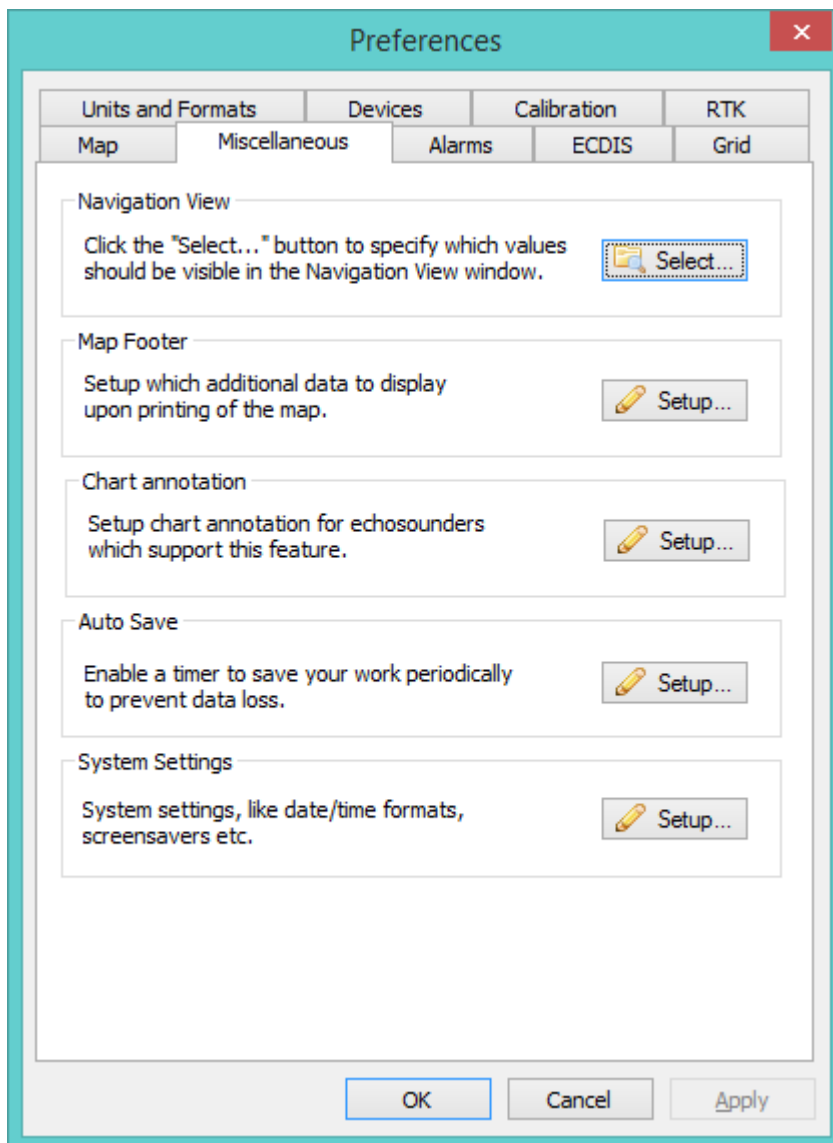 Preferences
Units and Formats Devices Calibration RTK
Map Miscellaneous Alarms ECDIS Grid
Navigation View
Click the "Select..." button to specify which values
should be visible in the Navigation View window.
Select...
Map Footer
Setup which additional data to display
upon printing of the map.
Setup...
Chart annotation
Setup chart annotation for echosounders
which support this feature.
Setup...
Auto Save
Enable a timer to save your work periodically
to prevent data loss.
Setup...
System Settings
System settings, like date/time formats,
screensavers etc.
Setup...
OK Cancel Apply